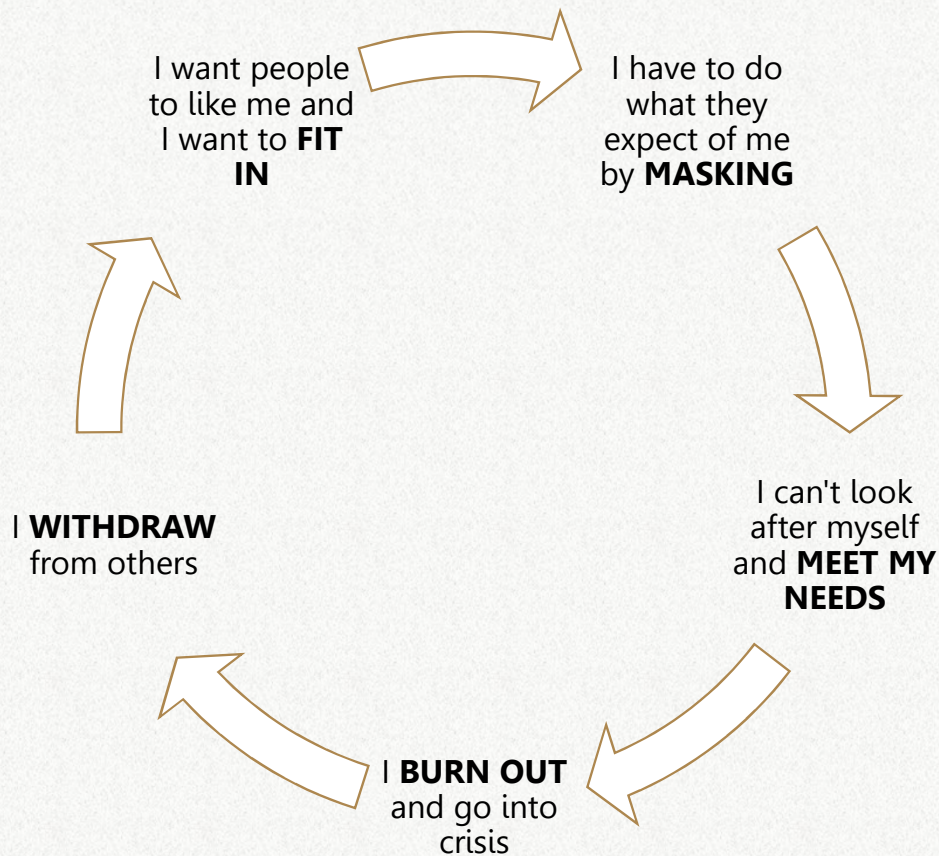 I want people
to like me and
I want to FIT
IN
I have to do
what they
expect of me
by MASKING
I can't look
after myself
and MEET MY
NEEDS
I BURN OUT
and go into
crisis
I WITHDRAW
from others